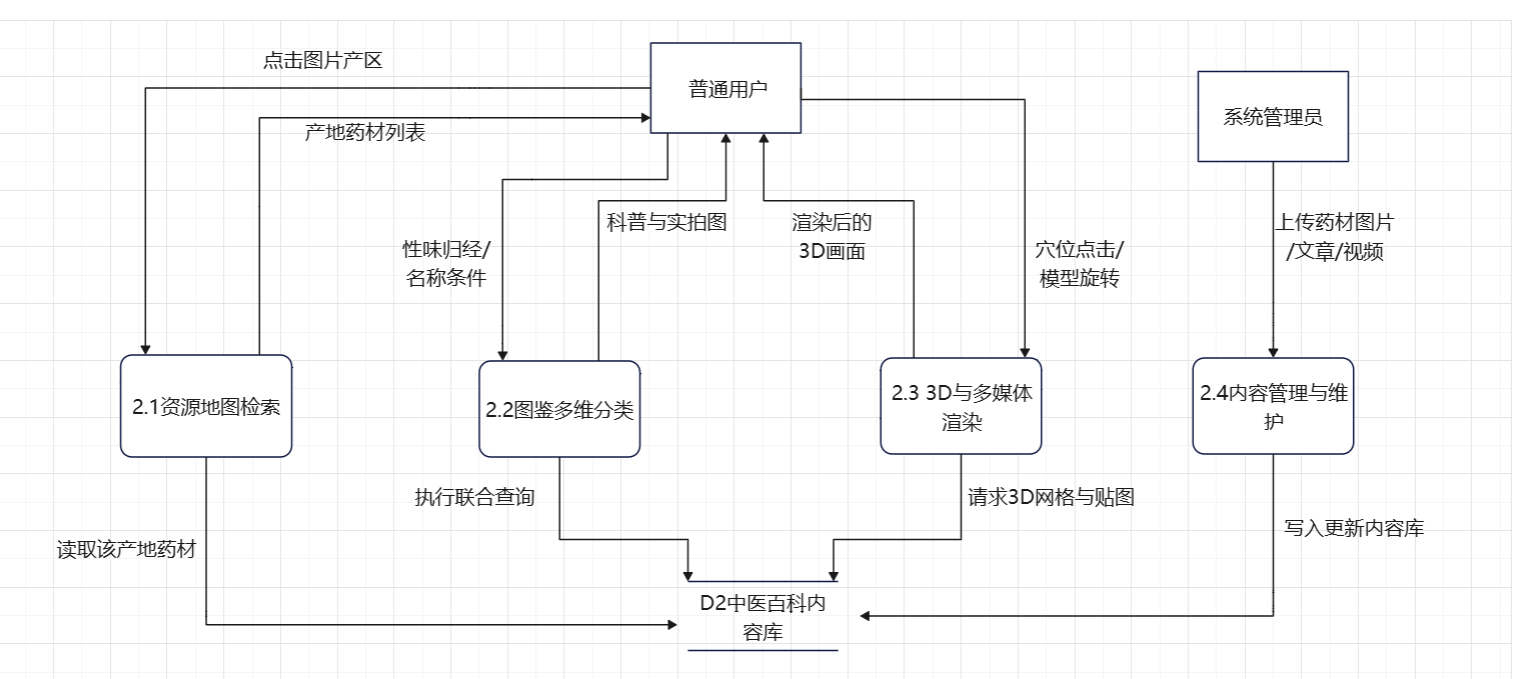 点击图片产区
普通用户
系统管理员
产地药材列表
科普与实拍图
渲染后的
3D画面
上传药材图片
/文章/视频
性味归经/
名称条件
穴位点击/
模型旋转
2.1资源地图检索
2.2图鉴多维分类
2.3 3D与多媒体
渲染
2.4内容管理与维
护
执行联合查询
请求3D网格与贴图
写入更新内容库
读取该产地药材
D2中医百科内
容库